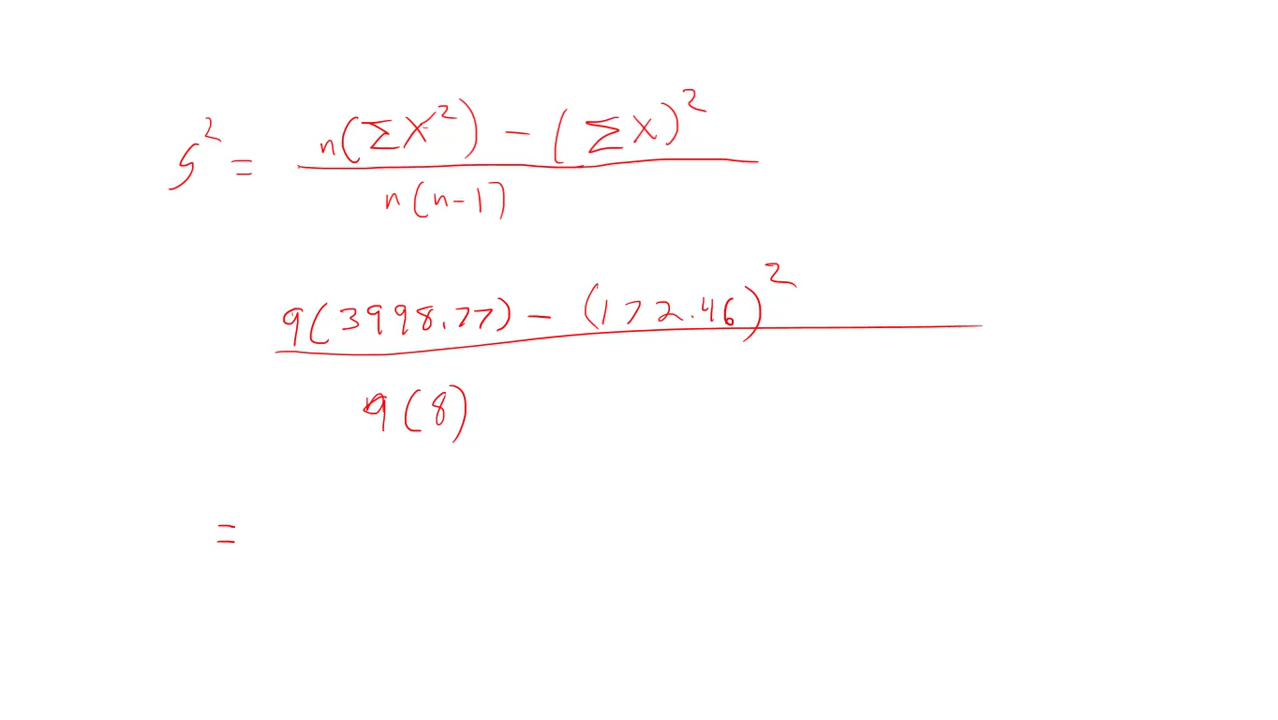 s² = n(ΣX²) - (ΣX)²
n(n-1)
9(3998.77) - (172.46)²
9(8)
=